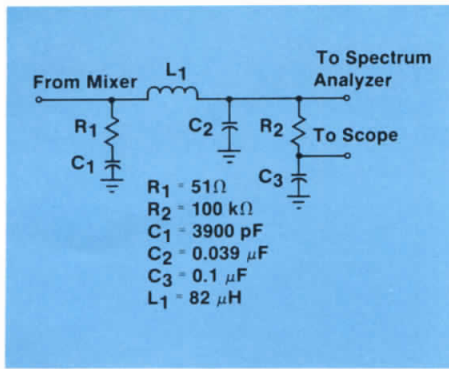 To Spectrum
Analyzer
From Mixer
L1
R1
C2
R2
To Scope
C1
C3
R1 = 51Ω
R2 = 100 kΩ
C1 = 3900 pF
C2 = 0.039 μF
C3 = 0.1 μF
L1 = 82 μH